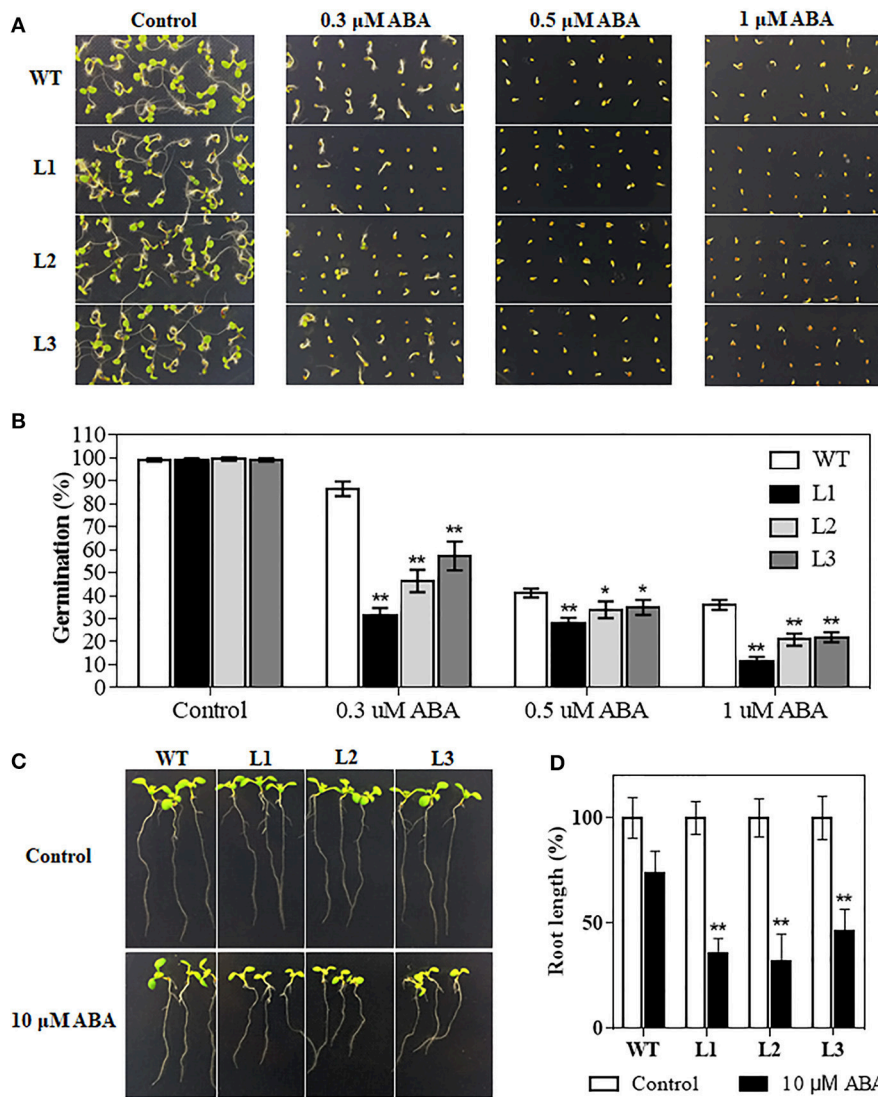 A
Control 0.3 µM ABA 0.5 µM ABA 1 µM ABA
WT
L1
L2
L3
B
Germination (%)
110
100
90
80
70
60
50
40
30
20
10
0
WT
L1
L2
L3
** ** **
** * *
** ** **
Control 0.3 uM ABA 0.5 uM ABA 1 uM ABA
C
WT L1 L2 L3
Control
10 µM ABA
D
Root length (%)
100
50
0
** ** **
WT L1 L2 L3
Control 10 µM ABA